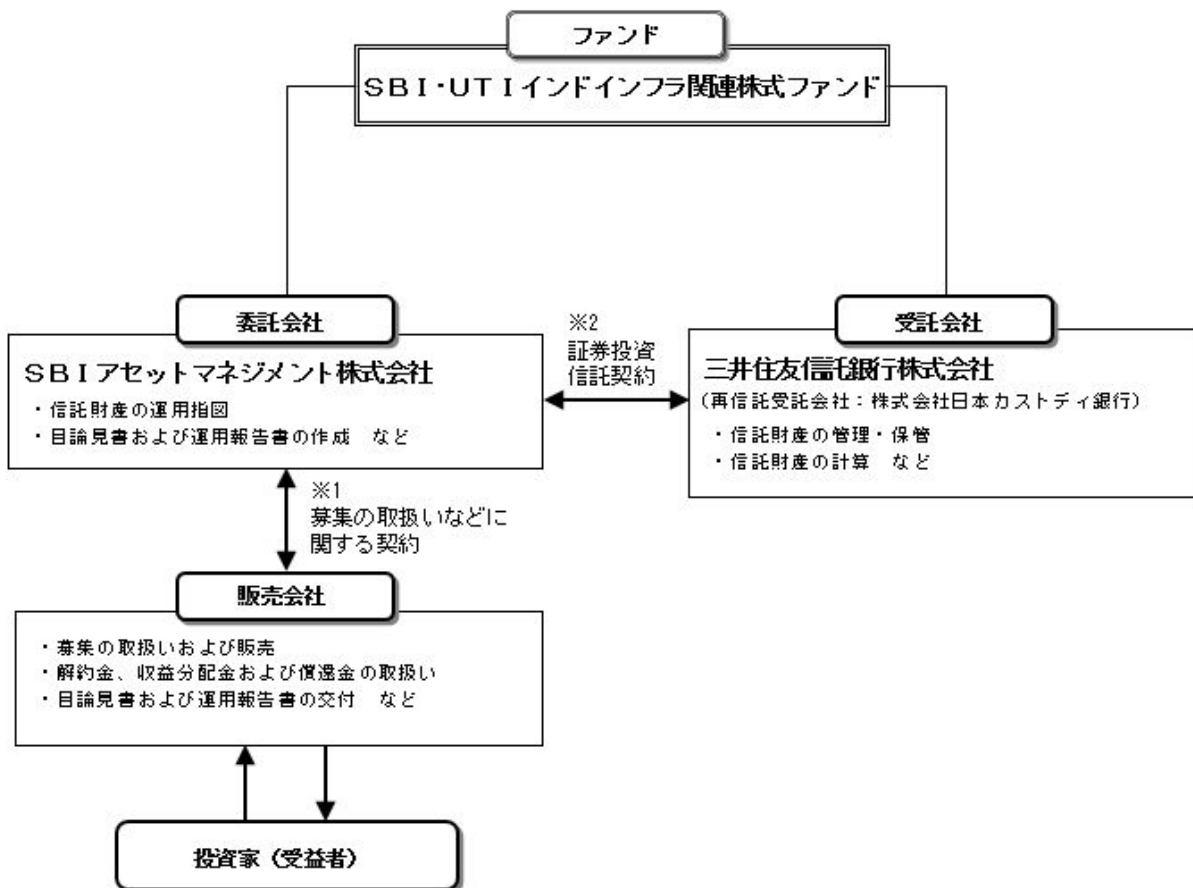 ファンド
SBI・UTIインドインフラ関連株式ファンド
委託会社
SBIアセットマネジメント株式会社
・信託財産の運用指図
・目論見書および運用報告書の作成 など
※2
証券投資
信託契約
受託会社
三井住友信託銀行株式会社
(再信託受託会社:株式会社日本カストディ銀行)
・信託財産の管理・保管
・信託財産の計算 など
※1
募集の取扱いなどに
関する契約
販売会社
・募集の取扱いおよび販売
・解約金、収益分配金および償還金の取扱い
・目論見書および運用報告書の交付 など
投資家(受益者)